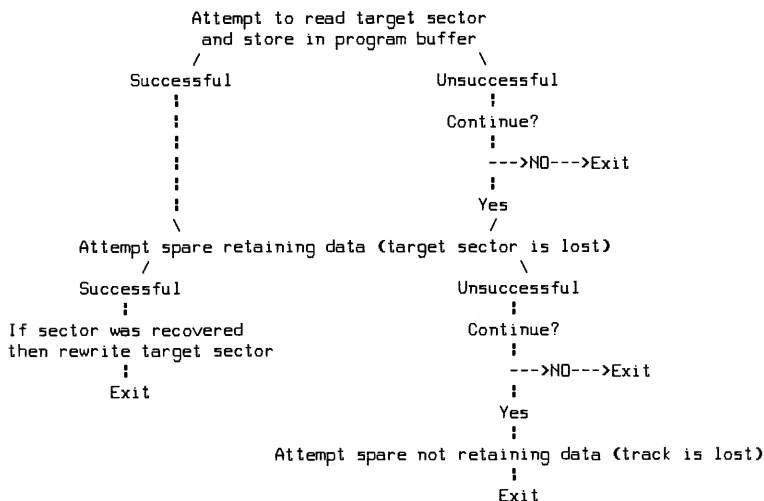 Attempt to read target sector
and store in program buffer
/ \
Successful Unsuccessful
Continue?
--->NO--->Exit
Yes
\ /
Attempt spare retaining data (target sector is lost)
/ \
Successful Unsuccessful
If sector was recovered Continue?
then rewrite target sector
--->NO--->Exit
Exit
Yes
Attempt spare not retaining data (track is lost)
Exit